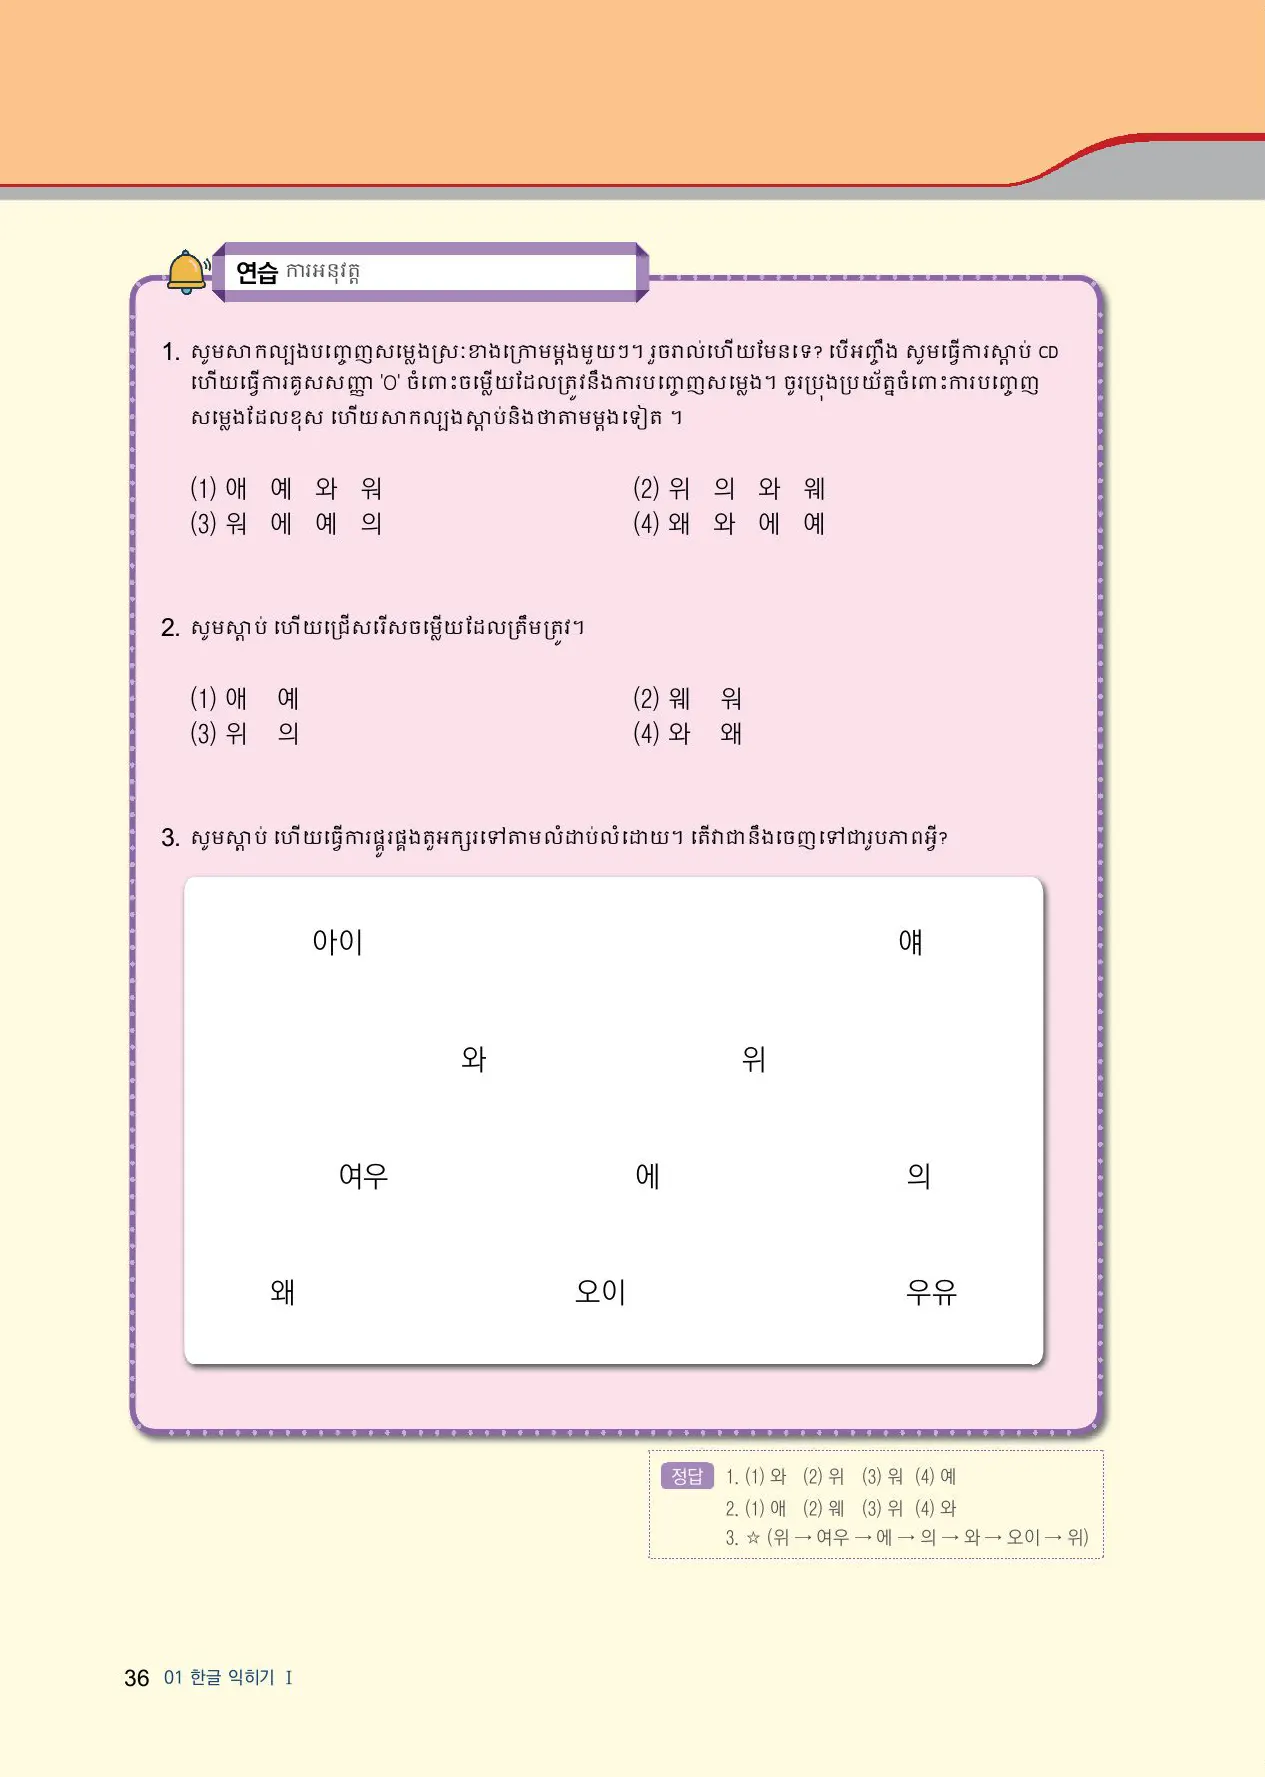 연습 ការអនុវត្ត
1. សូមសាកល្បងបញ្ចេញសម្លេងស្រៈខាងក្រោមម្តងមួយៗ។ រួចរាល់ហើយមែនទេ? បើអញ្ចឹង សូមធ្វើការស្តាប់ CD
ហើយធ្វើការគូសសញ្ញា 'O' ចំពោះចម្លើយដែលត្រូវនឹងការបញ្ចេញសម្លេង។ ចូរប្រុងប្រយ័ត្នចំពោះការបញ្ចេញ
សម្លេងដែលខុស ហើយសាកល្បងស្តាប់និងថាតាមម្តងទៀត ។
(1) 애 예 와 워 (2) 위 의 와 웨
(3) 워 에 예 의 (4) 왜 와 에 예
2. សូមស្តាប់ ហើយជ្រើសរើសចម្លើយដែលត្រឹមត្រូវ។
(1) 애 예 (2) 웨 워
(3) 위 의 (4) 와 왜
3. សូមស្តាប់ ហើយធ្វើការផ្គូរផ្គងតួអក្សរទៅតាមលំដាប់លំដោយ។ តើវាជានឹងចេញទៅជារូបភាពអ្វី?
아이 얘
와 위
여우 에 의
왜 오이 우유
정답 1. (1) 와 (2) 위 (3) 워 (4) 예
2. (1) 애 (2) 웨 (3) 위 (4) 와
3. ☆ (위 → 여우 → 에 → 의 → 와 → 오이 → 위)
36 01 한글 익히기 Ⅰ